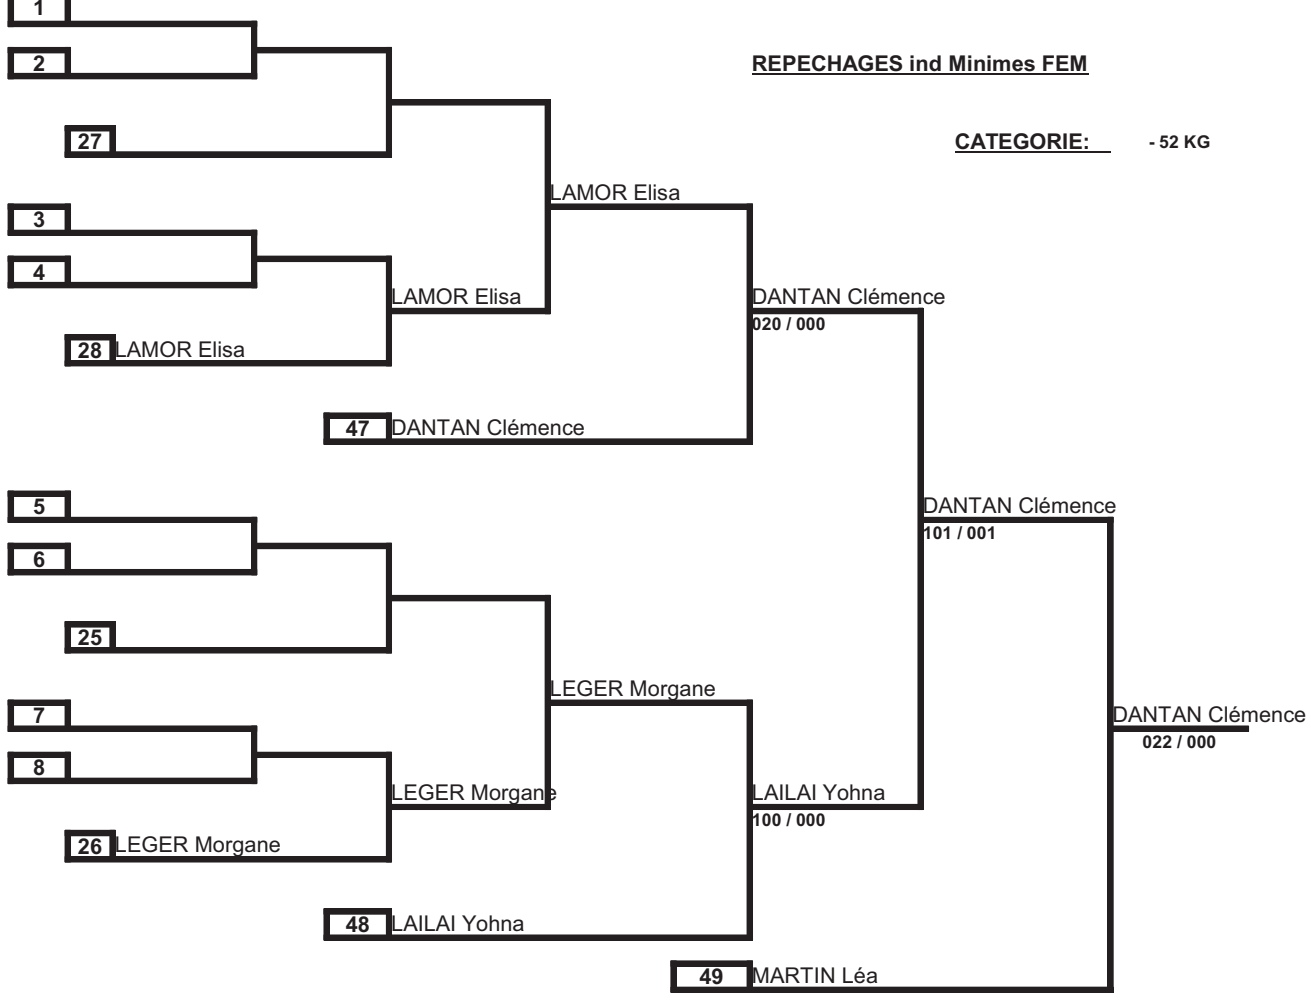 1
2
REPECHAGES ind Minimes FEM
27
CATEGORIE: - 52 KG
LAMOR Elisa
3
4
LAMOR Elisa
DANTAN Clémence
020 / 000
28 LAMOR Elisa
47 DANTAN Clémence
5
DANTAN Clémence
101 / 001
6
25
LEGER Morgane
7
DANTAN Clémence
022 / 000
8
LEGER Morgane
LAILAI Yohna
100 / 000
26 LEGER Morgane
48 LAILAI Yohna
49 MARTIN Léa